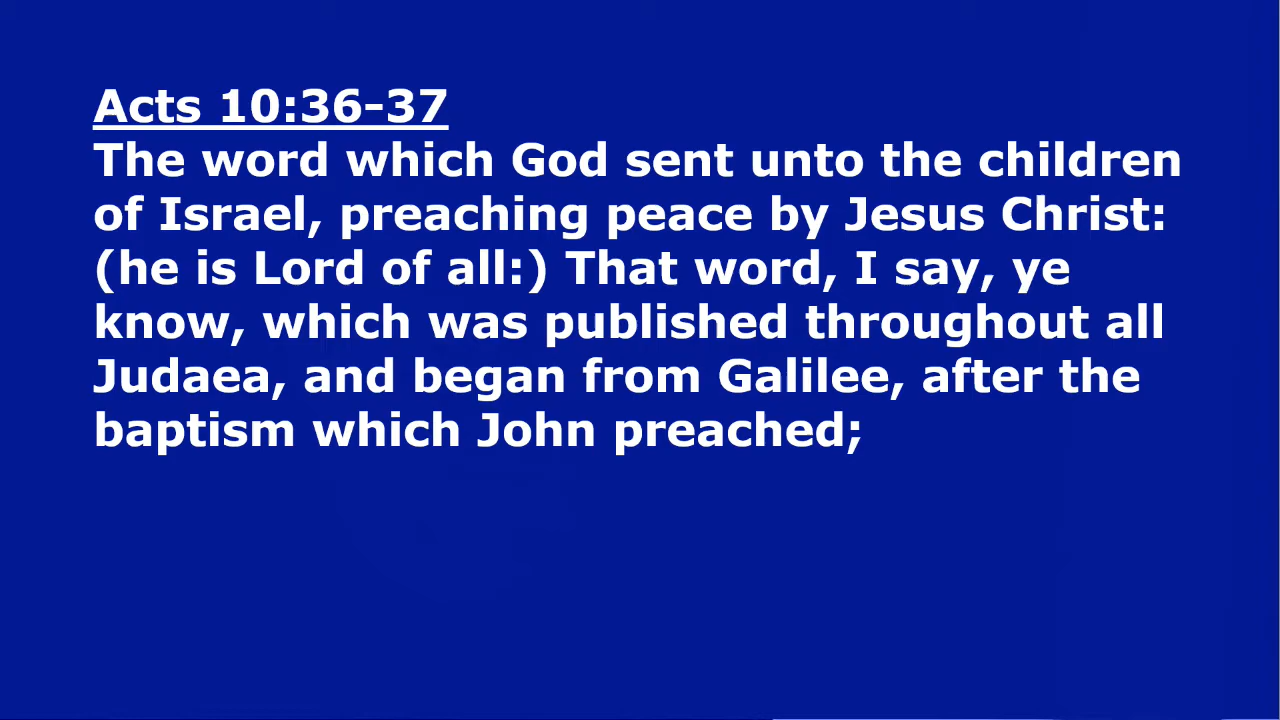 Acts 10:36-37
The word which God sent unto the children
of Israel, preaching peace by Jesus Christ:
(he is Lord of all:) That word, I say, ye
know, which was published throughout all
Judaea, and began from Galilee, after the
baptism which John preached;